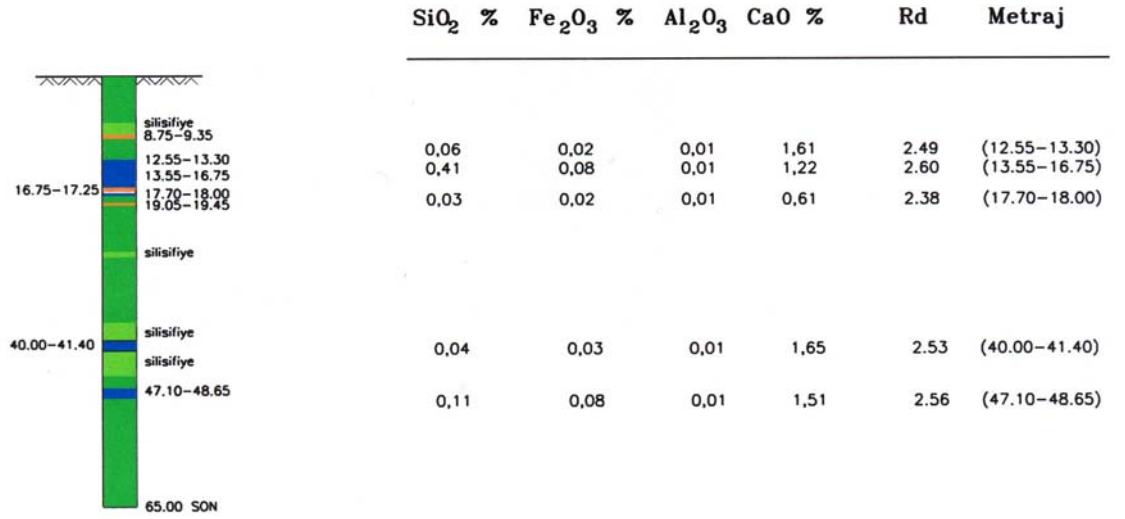 SiO2 % Fe2O3 % Al2O3 CaO % Rd Metraj
silisifiye
8.75-9.35
12.55-13.30
13.55-16.75
16.75-17.25
17.70-18.00
19.05-19.45
0,06 0,02 0,01 1,61 2.49 (12.55-13.30)
0,41 0,08 0,01 1,22 2.60 (13.55-16.75)
0,03 0,02 0,01 0,61 2.38 (17.70-18.00)
silisifiye
silisifiye
40.00-41.40
0,04 0,03 0,01 1,65 2.53 (40.00-41.40)
silisifiye
47.10-48.65
0,11 0,08 0,01 1,51 2.56 (47.10-48.65)
65.00 SON